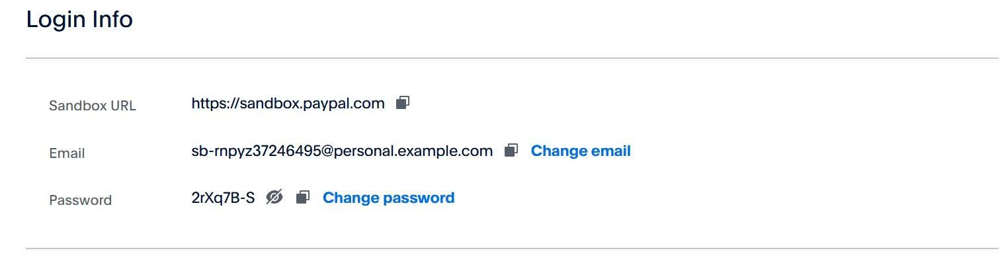 Login Info
Sandbox URL https://sandbox.paypal.com
Email sb-rnpyz37246495@personal.example.com Change email
Password 2rXq7B-S Change password